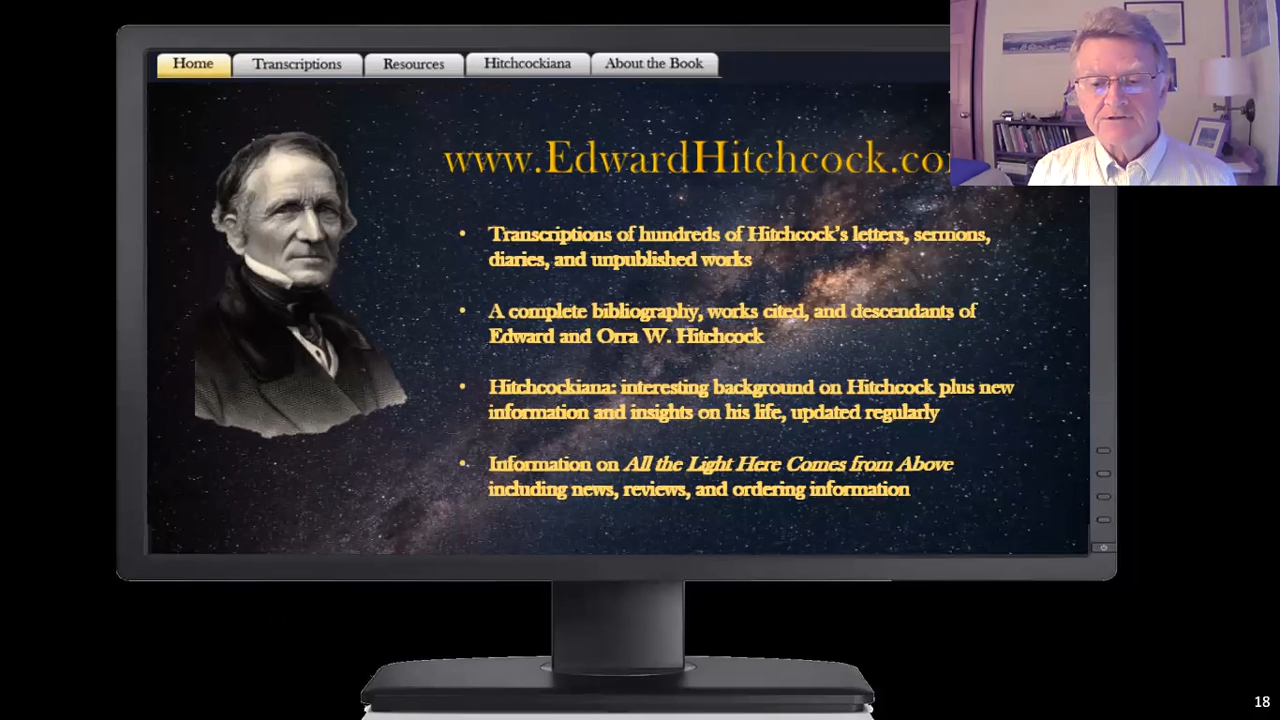 Home
Transcriptions
Resources
Hitchcockiana
About the Book
www.EdwardHitchcock.co
• Transcriptions of hundreds of Hitchcock's letters, sermons,
diaries, and unpublished works
• A complete bibliography, works cited, and descendants of
Edward and Orra W. Hitchcock
• Hitchcockiana: interesting background on Hitchcock plus new
information and insights on his life, updated regularly
• Information on All the Light Here Comes from Above
including news, reviews, and ordering information
18